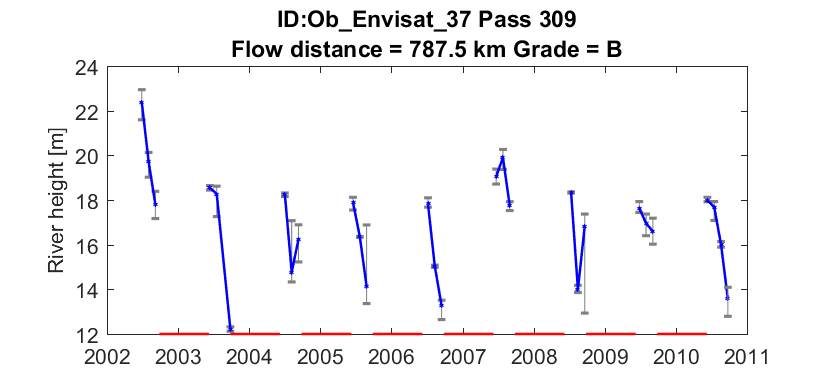 ID:Ob_Envisat_37 Pass 309
Flow distance = 787.5 km Grade = B
River height [m]
24
22
20
18
16
14
12
2002 2003 2004 2005 2006 2007 2008 2009 2010 2011